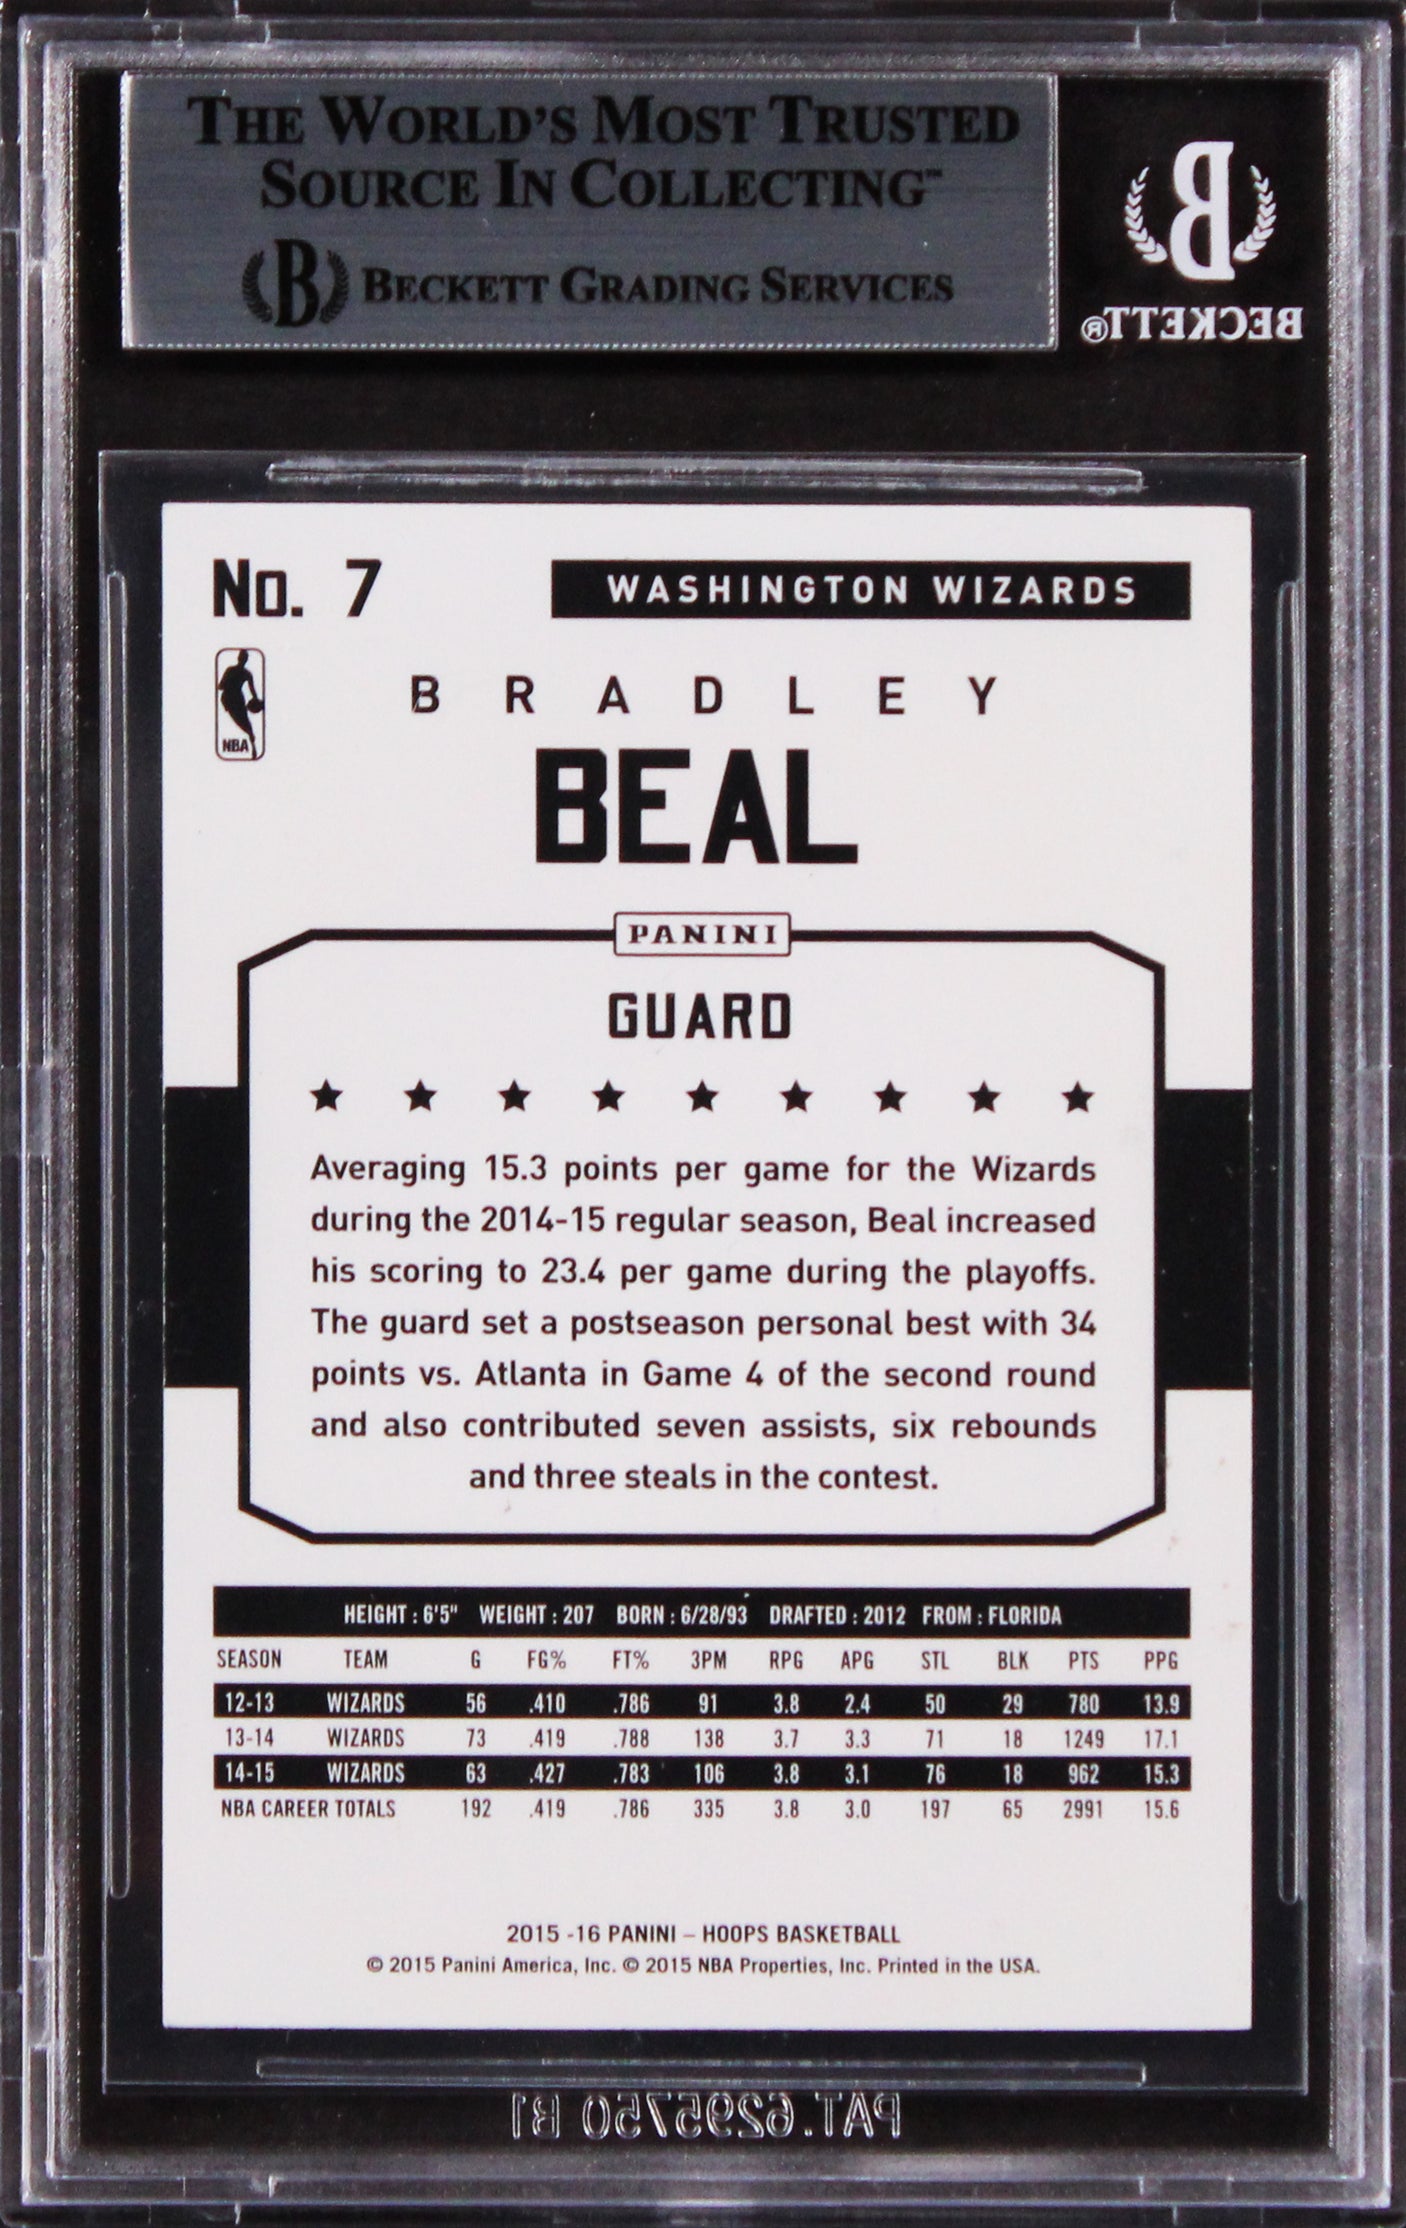 THE WORLD'S MOST TRUSTED
SOURCE IN COLLECTING™
B BECKETT GRADING SERVICES
B
BECKETT®
No. 7
WASHINGTON WIZARDS
NBA
BRADLEY
BEAL
PANINI
GUARD
Averaging 15.3 points per game for the Wizards
during the 2014-15 regular season, Beal increased
his scoring to 23.4 per game during the playoffs.
The guard set a postseason personal best with 34
points vs. Atlanta in Game 4 of the second round
and also contributed seven assists, six rebounds
and three steals in the contest.
HEIGHT : 6'5" WEIGHT : 207 BORN : 6/28/93 DRAFTED : 2012 FROM : FLORIDA
SEASON TEAM G FG% FT% 3PM RPG APG STL BLK PTS PPG
12-13 WIZARDS 56 .410 .786 91 3.8 2.4 50 29 780 13.9
13-14 WIZARDS 73 .419 .788 138 3.7 3.3 71 18 1249 17.1
14-15 WIZARDS 63 .427 .783 106 3.8 3.1 76 18 962 15.3
NBA CAREER TOTALS 192 .419 .786 335 3.8 3.0 197 65 2991 15.6
2015 -16 PANINI – HOOPS BASKETBALL
© 2015 Panini America, Inc. © 2015 NBA Properties, Inc. Printed in the USA.
PAT.6295750 B1